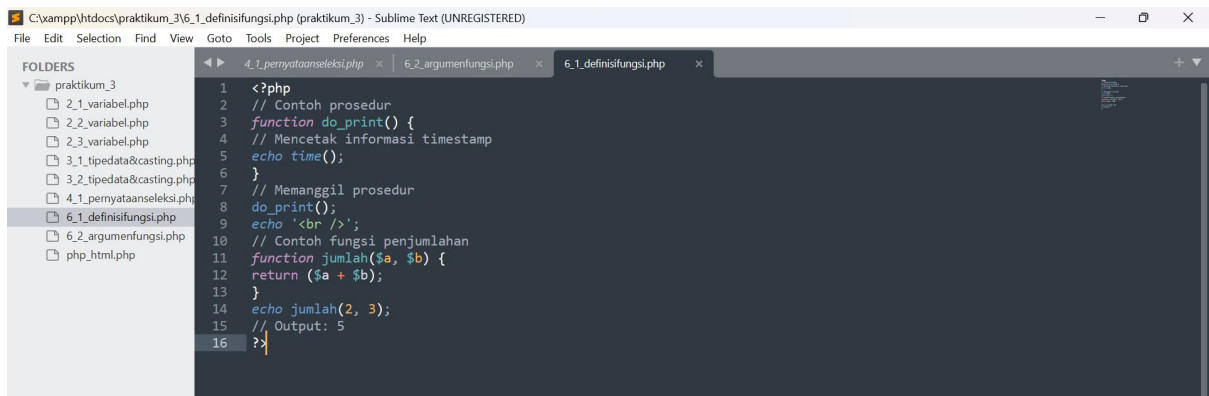 C:\xampp\htdocs\praktikum_3\6_1_definisifungsi.php (praktikum_3) - Sublime Text (UNREGISTERED)
File Edit Selection Find View Goto Tools Project Preferences Help
FOLDERS
praktikum_3
2_1_variabel.php
2_2_variabel.php
2_3_variabel.php
3_1_tipedata&casting.php
3_2_tipedata&casting.php
4_1_pernyataanseleksi.php
6_1_definisifungsi.php
6_2_argumenfungsi.php
php_html.php
4_1_pernyataanseleksi.php 6_2_argumenfungsi.php 6_1_definisifungsi.php
1 <?php
2 // Contoh prosedur
3 function do_print() {
4 // Mencetak informasi timestamp
5 echo time();
6 }
7 // Memanggil prosedur
8 do_print();
9 echo '<br />';
10 // Contoh fungsi penjumlahan
11 function jumlah($a, $b) {
12 return ($a + $b);
13 }
14 echo jumlah(2, 3);
15 // Output: 5
16 ?>